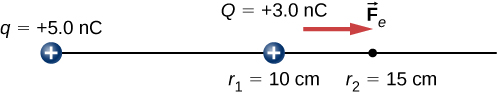 q = +5.0 nC
Q = +3.0 nC
F⃗ₑ
+
+
r₁ = 10 cm
r₂ = 15 cm